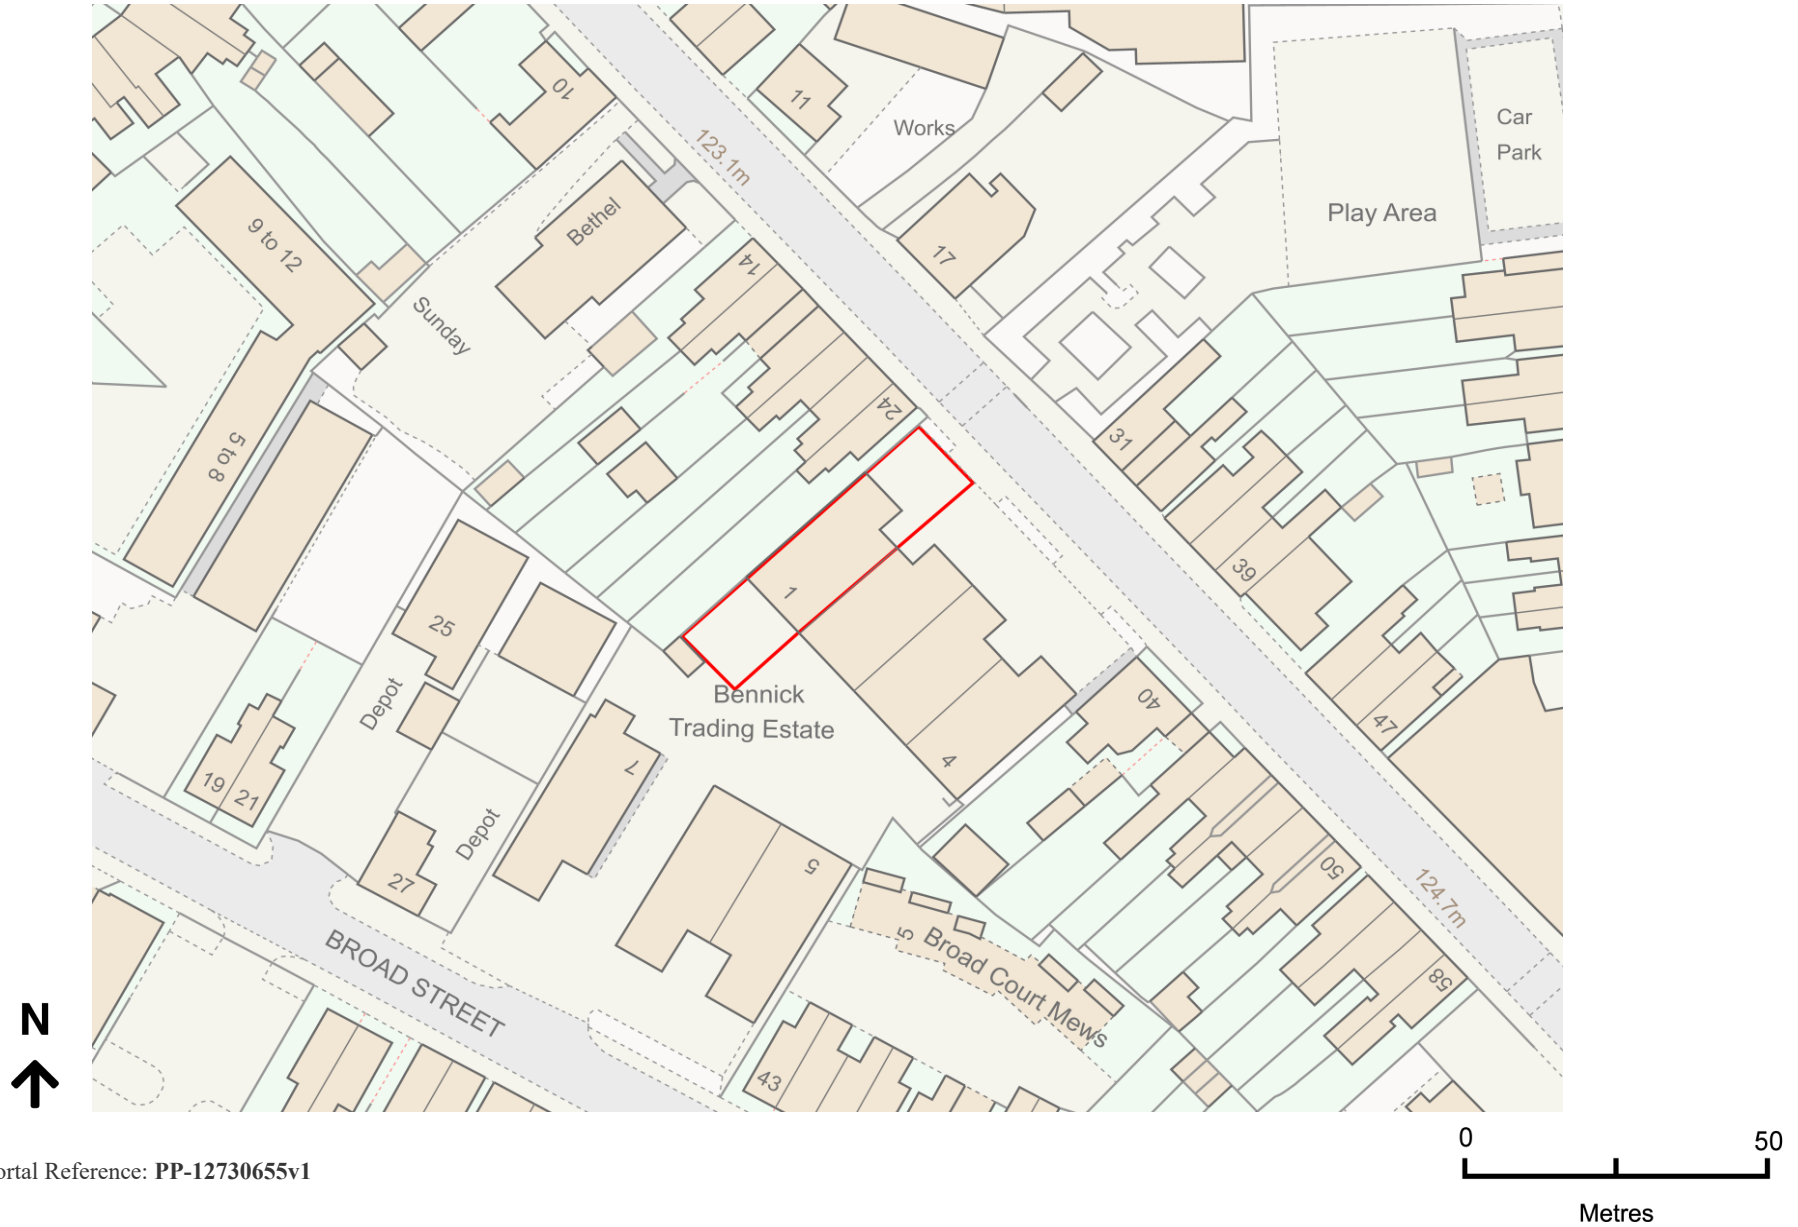 10
11
Works
Car
Park
123.1m
Play Area
Bethel
9 to 12
17
14
Sunday
24
31
5 to 8
39
1
25
40
47
Bennick
Trading Estate
Depot
7
4
19
21
Depot
5
50
27
124.7m
BROAD STREET
5
Broad Court Mews
58
43
N
0
50
Metres
ortal Reference: PP-12730655v1